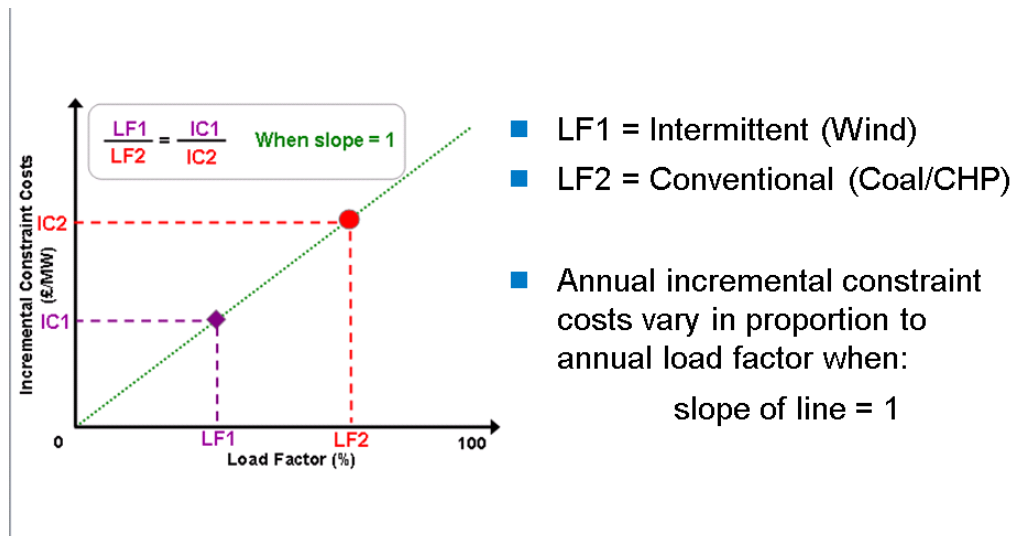 LF1 = IC1 When slope = 1
LF2 IC2
Incremental Constraint Costs
(£/MW)
IC2
IC1
0
LF1
LF2
100
Load Factor (%)
LF1 = Intermittent (Wind)
LF2 = Conventional (Coal/CHP)
Annual incremental constraint
costs vary in proportion to
annual load factor when:
slope of line = 1